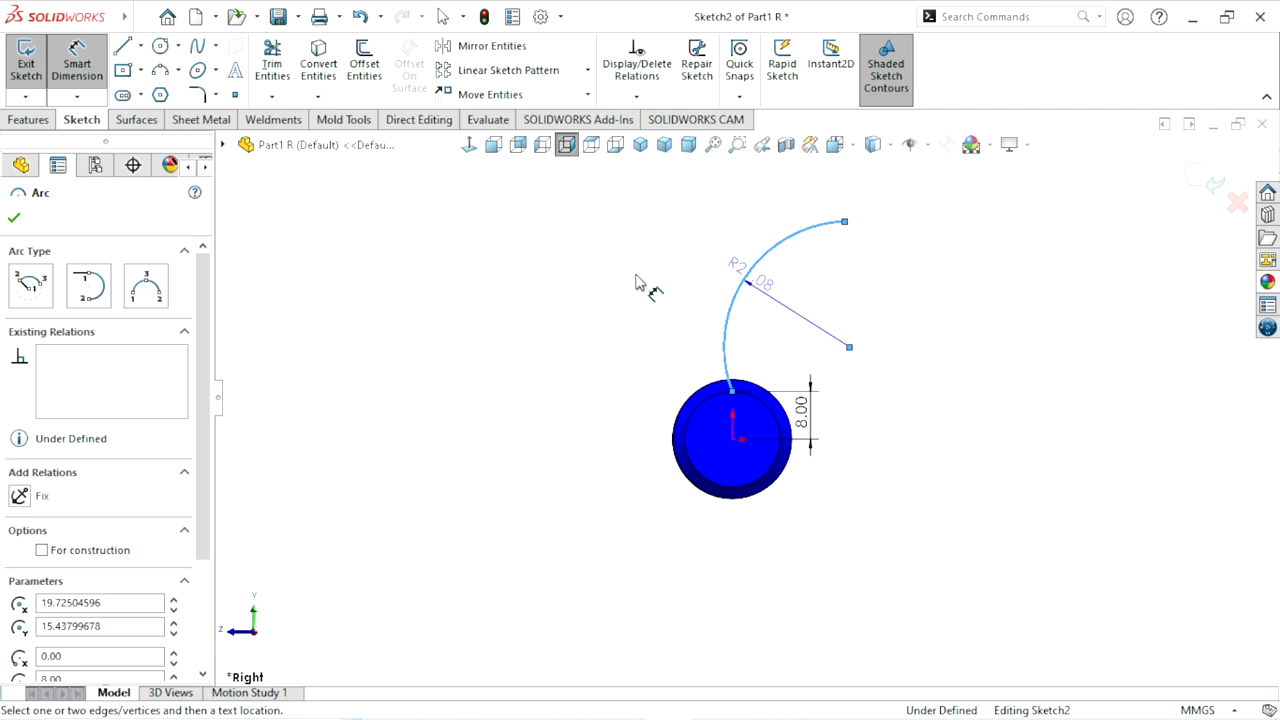 SOLIDWORKS
Sketch2 of Part1 R *
Search Commands
Exit Sketch
Smart Dimension
Trim Entities
Convert Entities
Offset Entities
Offset On Surface
Mirror Entities
Linear Sketch Pattern
Move Entities
Display/Delete Relations
Repair Sketch
Quick Snaps
Rapid Sketch
Instant2D
Shaded Sketch Contours
Features
Sketch
Surfaces
Sheet Metal
Weldments
Mold Tools
Direct Editing
Evaluate
SOLIDWORKS Add-Ins
SOLIDWORKS CAM
Part1 R (Default) <<Defau...
Arc
Arc Type
Existing Relations
Under Defined
Add Relations
Fix
Options
For construction
Parameters
19.72504596
15.43799678
0.00
8.00
8.00
Y
Z
*Right
Model
3D Views
Motion Study 1
Select one or two edges/vertices and then a text location.
Under Defined
Editing Sketch2
MMGS